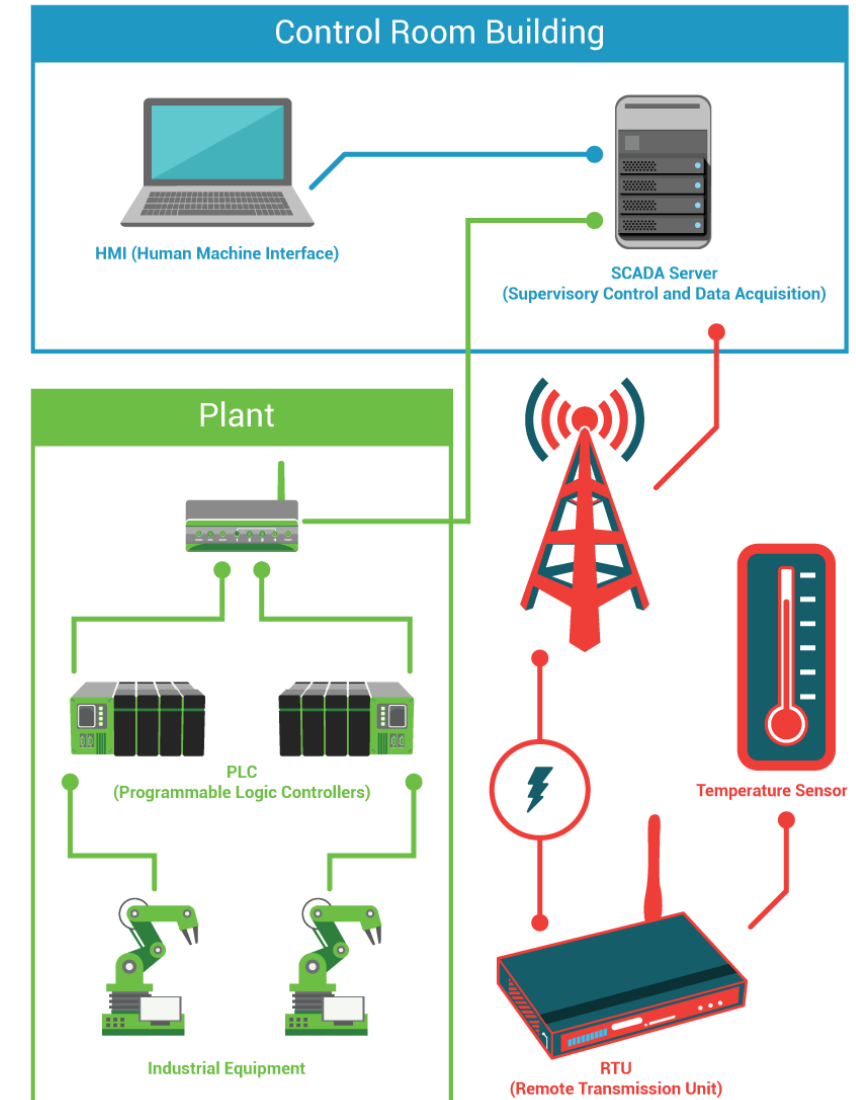 Control Room Building
HMI (Human Machine Interface)
SCADA Server
(Supervisory Control and Data Acquisition)
Plant
PLC
(Programmable Logic Controllers)
Temperature Sensor
Industrial Equipment
RTU
(Remote Transmission Unit)